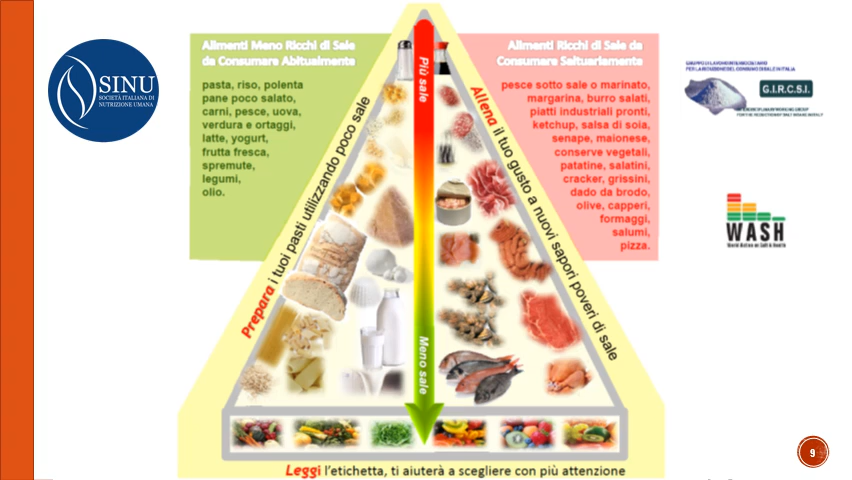 SINU
SOCIETÀ ITALIANA DI
NUTRIZIONE UMANA
Alimenti Meno Ricchi di Sale
da Consumare Abitualmente
pasta, riso, polenta
pane poco salato,
carni, pesce, uova,
verdura e ortaggi,
latte, yogurt,
frutta fresca,
spremute,
legumi,
olio.
Prepara i tuoi pasti utilizzando poco sale
Più sale
Meno sale
Allena il tuo gusto a nuovi sapori poveri di sale
Alimenti Ricchi di Sale da
Consumare Saltuariamente
pesce sotto sale o marinato,
margarina, burro salati,
piatti industriali pronti,
ketchup, salsa di soia,
senape, maionese,
conserve vegetali,
patatine, salatini,
cracker, grissini,
dado da brodo,
olive, capperi,
formaggi,
salumi,
pizza.
Leggi l'etichetta, ti aiuterà a scegliere con più attenzione
G.I.R.C.S.I.
WASH
World Action on Salt & Health
9